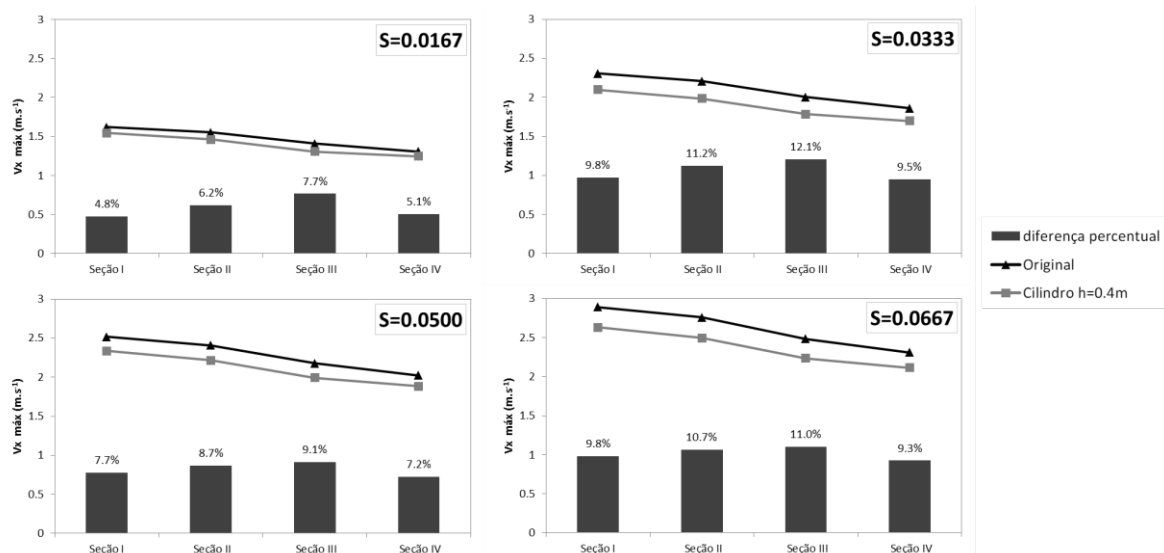 S=0.0167
Vx máx (m.s⁻¹)
3
2.5
2
1.5
1
0.5
0
4.8%
6.2%
7.7%
5.1%
Seção I
Seção II
Seção III
Seção IV
S=0.0333
Vx máx (m.s⁻¹)
3
2.5
2
1.5
1
0.5
0
9.8%
11.2%
12.1%
9.5%
Seção I
Seção II
Seção III
Seção IV
diferença percentual
Original
Cilindro h=0.4m
S=0.0500
Vx máx (m.s⁻¹)
3
2.5
2
1.5
1
0.5
0
7.7%
8.7%
9.1%
7.2%
Seção I
Seção II
Seção III
Seção IV
S=0.0667
Vx máx (m.s⁻¹)
3
2.5
2
1.5
1
0.5
0
9.8%
10.7%
11.0%
9.3%
Seção I
Seção II
Seção III
Seção IV